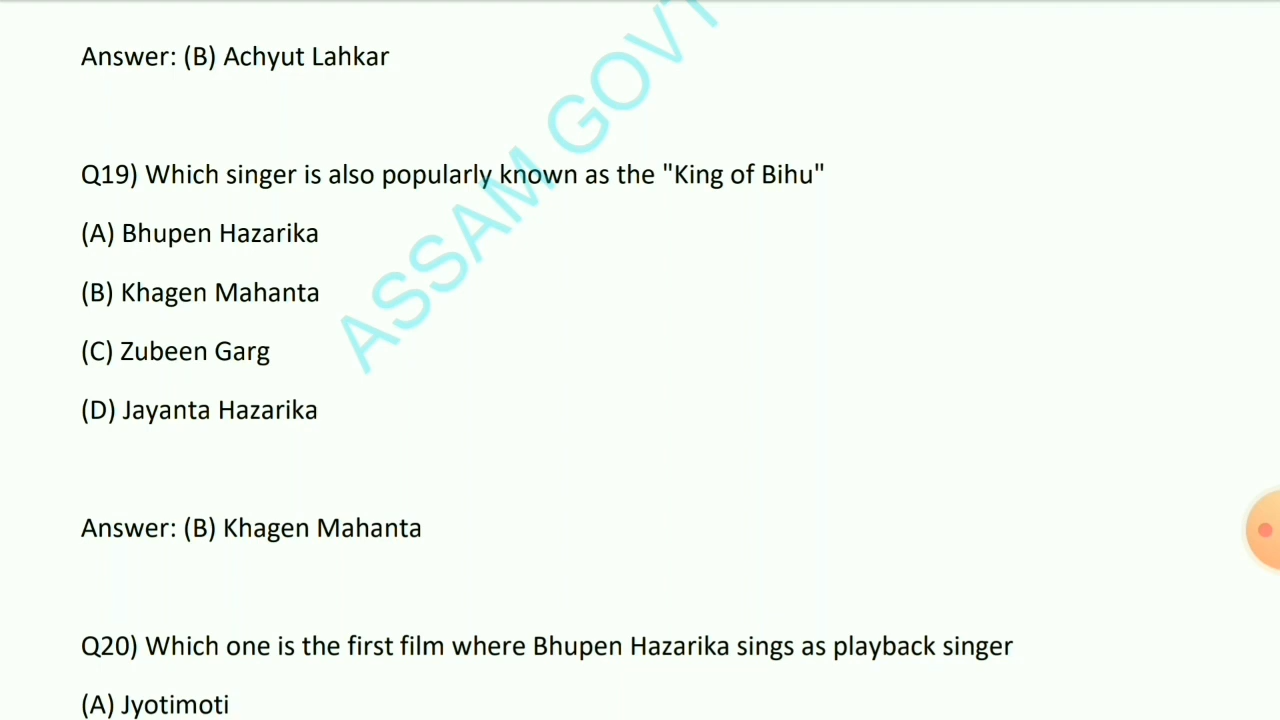 Answer: (B) Achyut Lahkar
Q19) Which singer is also popularly known as the "King of Bihu"
(A) Bhupen Hazarika
(B) Khagen Mahanta
(C) Zubeen Garg
(D) Jayanta Hazarika
Answer: (B) Khagen Mahanta
Q20) Which one is the first film where Bhupen Hazarika sings as playback singer
(A) Jyotimoti
ASSAM GOVT